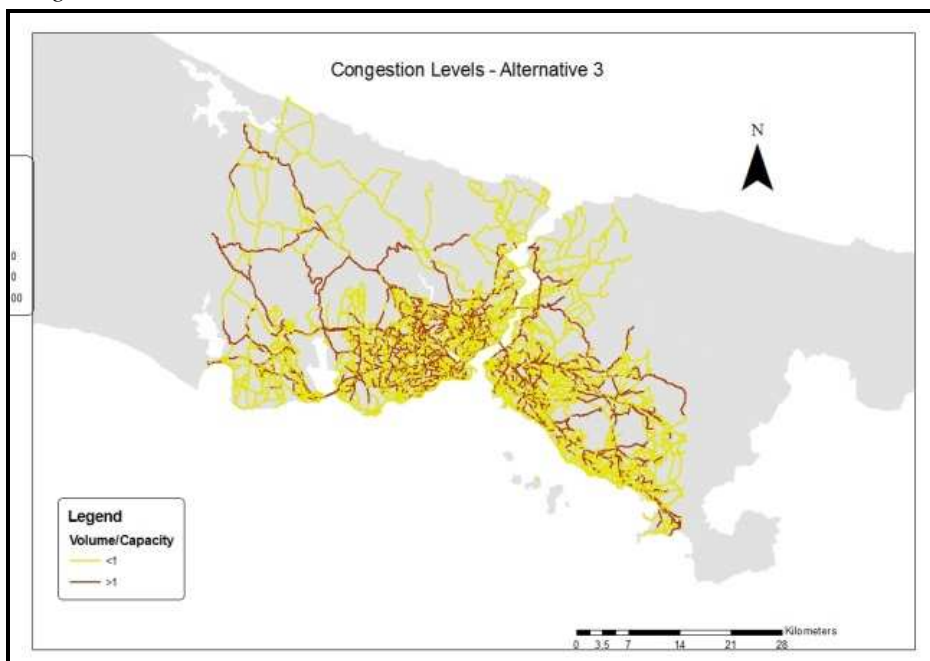 Congestion Levels - Alternative 3
N
0
0
00
Legend
Volume/Capacity
<1
>1
Kilometers
0 3.5 7 14 21 28